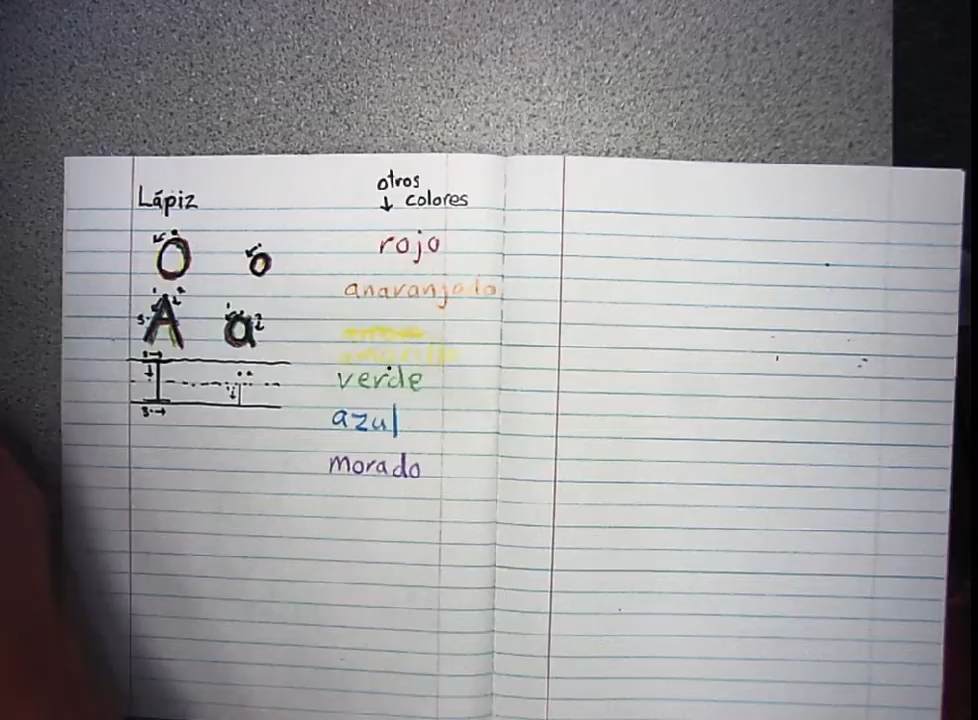 Lápiz
otros
↓ colores
O o
rojo
A a
anaranjado
I i
verde
azul
morado